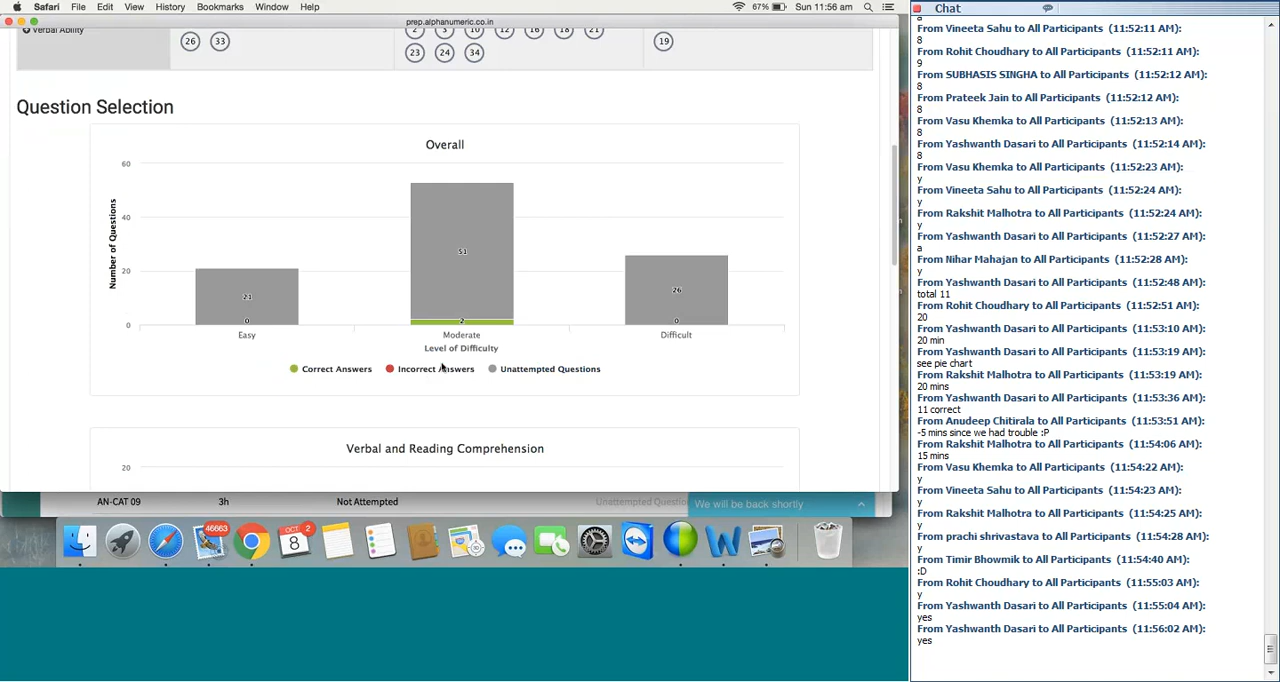 Safari File Edit View History Bookmarks Window Help 67% Sun 11:56 am
prep.alphanumeric.co.in
Verbal Ability
2 3 10 12 16 18 21
26 33
19
23 24 34
Question Selection
Overall
60
40
20
0
Number of Questions
21
0
51
2
26
0
Easy Moderate Difficult
Level of Difficulty
Correct Answers Incorrect Answers Unattempted Questions
Verbal and Reading Comprehension
20
AN-CAT 09 3h Not Attempted Unattempted Questio
We will be back shortly
46663
OCT 8
2
Chat
a
From Vineeta Sahu to All Participants (11:52:11 AM):
8
From Rohit Choudhary to All Participants (11:52:11 AM):
9
From SUBHASIS SINGHA to All Participants (11:52:12 AM):
8
From Prateek Jain to All Participants (11:52:12 AM):
8
From Vasu Khemka to All Participants (11:52:13 AM):
8
From Yashwanth Dasari to All Participants (11:52:14 AM):
8
From Vasu Khemka to All Participants (11:52:23 AM):
y
From Vineeta Sahu to All Participants (11:52:24 AM):
y
From Rakshit Malhotra to All Participants (11:52:24 AM):
y
From Yashwanth Dasari to All Participants (11:52:27 AM):
a
From Nihar Mahajan to All Participants (11:52:28 AM):
y
From Yashwanth Dasari to All Participants (11:52:48 AM):
total 11
From Rohit Choudhary to All Participants (11:52:51 AM):
20
From Yashwanth Dasari to All Participants (11:53:10 AM):
20 min
From Yashwanth Dasari to All Participants (11:53:19 AM):
see pie chart
From Rakshit Malhotra to All Participants (11:53:19 AM):
20 mins
From Yashwanth Dasari to All Participants (11:53:36 AM):
11 correct
From Anudeep Chitirala to All Participants (11:53:51 AM):
-5 mins since we had trouble :P
From Rakshit Malhotra to All Participants (11:54:06 AM):
15 mins
From Vasu Khemka to All Participants (11:54:22 AM):
y
From Vineeta Sahu to All Participants (11:54:23 AM):
y
From Rakshit Malhotra to All Participants (11:54:25 AM):
y
From prachi shrivastava to All Participants (11:54:28 AM):
y
From Timir Bhowmik to All Participants (11:54:40 AM):
:D
From Rohit Choudhary to All Participants (11:55:03 AM):
y
From Yashwanth Dasari to All Participants (11:55:04 AM):
yes
From Yashwanth Dasari to All Participants (11:56:02 AM):
yes